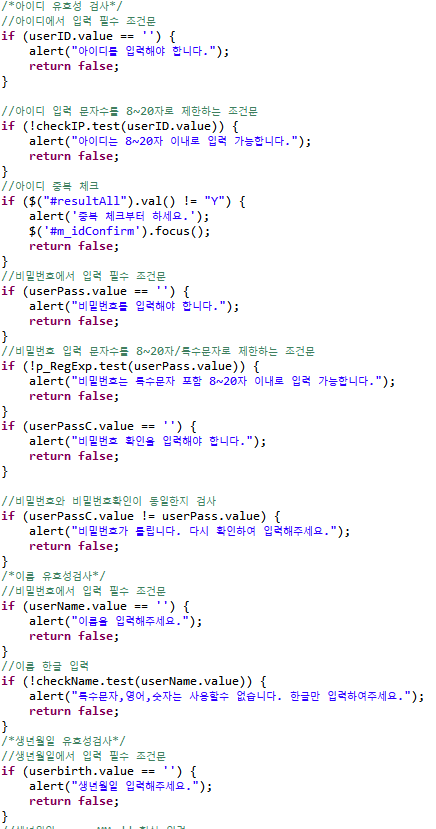 /*아이디 유효성 검사*/
//아이디에서 입력 필수 조건문
if (userID.value == '') {
alert("아이디를 입력해야 합니다.");
return false;
}
//아이디 입력 문자수를 8~20자로 제한하는 조건문
if (!checkIP.test(userID.value)) {
alert("아이디는 8~20자 이내로 입력 가능합니다.");
return false;
}
//아이디 중복 체크
if ($("#resultAll").val() != "Y") {
alert('중복 체크부터 하세요.');
$('#m_idConfirm').focus();
return false;
}
//비밀번호에서 입력 필수 조건문
if (userPass.value == '') {
alert("비밀번호를 입력해야 합니다.");
return false;
}
//비밀번호 입력 문자수를 8~20자/특수문자로 제한하는 조건문
if (!p_RegExp.test(userPass.value)) {
alert("비밀번호는 특수문자 포함 8~20자 이내로 입력 가능합니다.");
return false;
}
if (userPassC.value == '') {
alert("비밀번호 확인을 입력해야 합니다.");
return false;
}
//비밀번호와 비밀번호확인이 동일한지 검사
if (userPassC.value != userPass.value) {
alert("비밀번호가 틀립니다. 다시 확인하여 입력해주세요.");
return false;
}
/*이름 유효성검사*/
//비밀번호에서 입력 필수 조건문
if (userName.value == '') {
alert("이름을 입력해주세요.");
return false;
}
//이름 한글 입력
if (!checkName.test(userName.value)) {
alert("특수문자,영어,숫자는 사용할수 없습니다. 한글만 입력하여주세요.");
return false;
}
/*생년월일 유효성검사*/
//생년월일에서 입력 필수 조건문
if (userbirth.value == '') {
alert("생년월일 입력해주세요.");
return false;
}